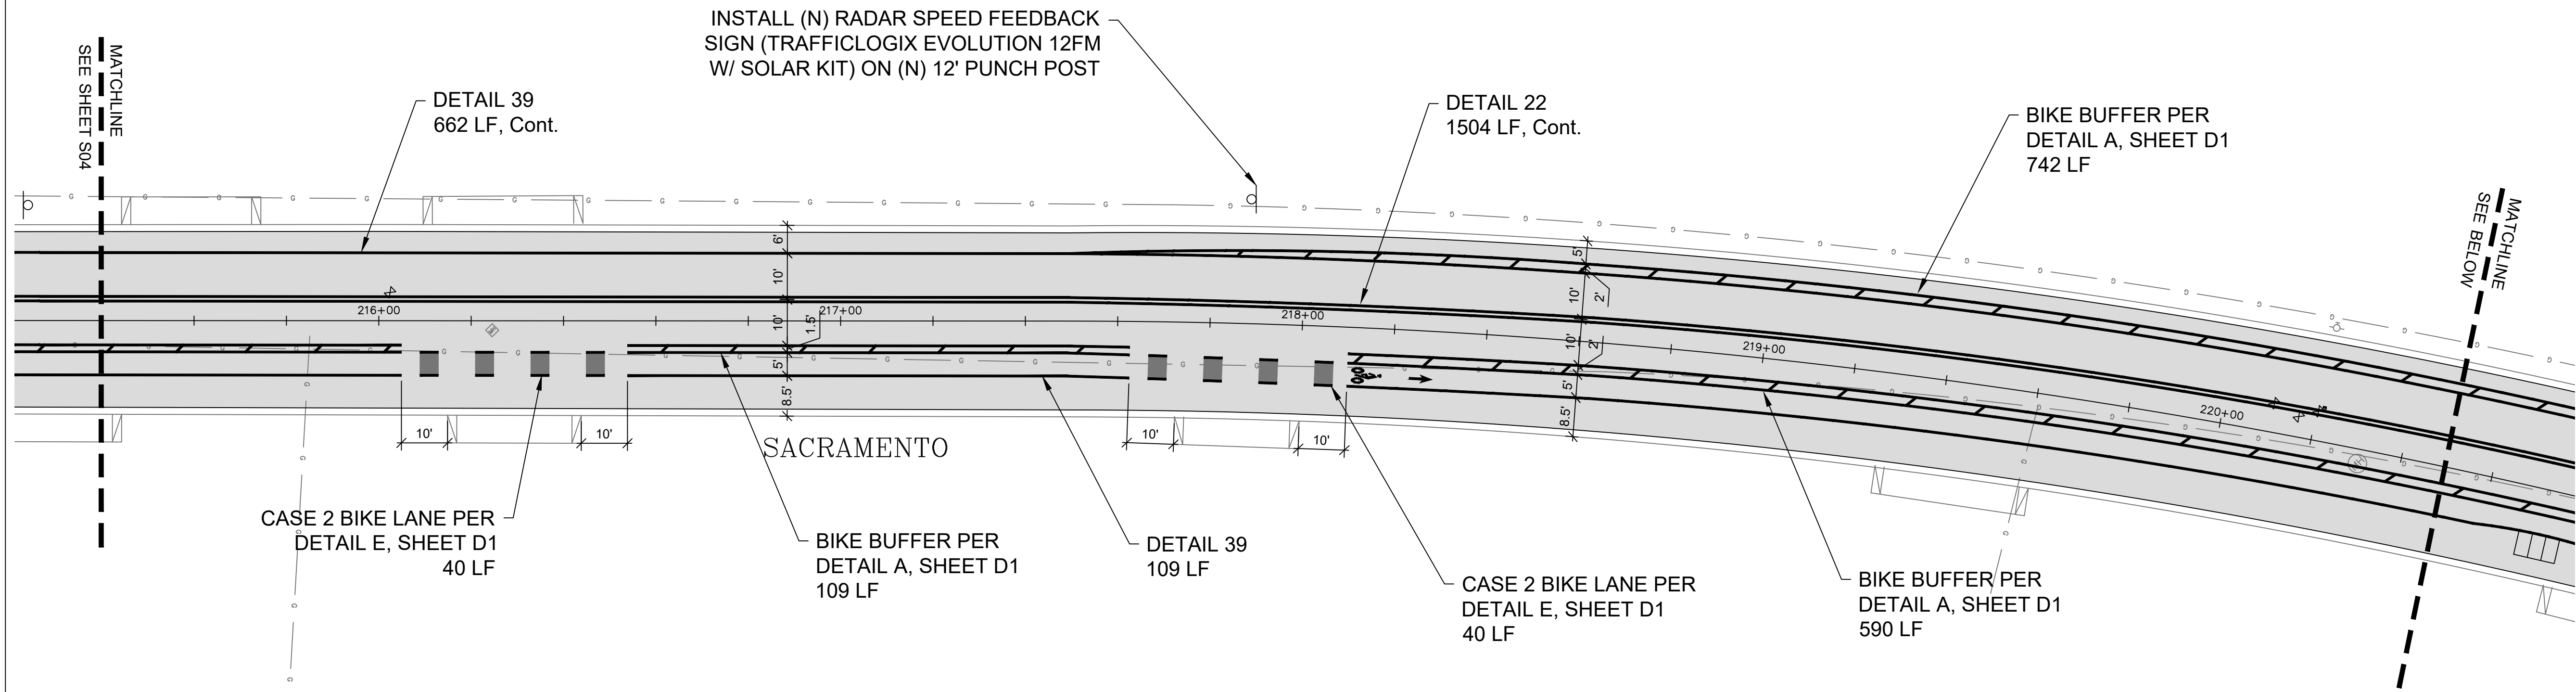 INSTALL (N) RADAR SPEED FEEDBACK
SIGN (TRAFFICLOGIX EVOLUTION 12FM
W/ SOLAR KIT) ON (N) 12' PUNCH POST
MATCHLINE
SEE SHEET S04
DETAIL 39
662 LF, Cont.
DETAIL 22
1504 LF, Cont.
BIKE BUFFER PER
DETAIL A, SHEET D1
742 LF
MATCHLINE
SEE BELOW
6'
10'
10'
1.5'
5'
8.5'
5'
2'
10'
10'
2'
5'
8.5'
216+00
217+00
218+00
219+00
220+00
MH
10'
10'
10'
10'
SACRAMENTO
CASE 2 BIKE LANE PER
DETAIL E, SHEET D1
40 LF
BIKE BUFFER PER
DETAIL A, SHEET D1
109 LF
DETAIL 39
109 LF
CASE 2 BIKE LANE PER
DETAIL E, SHEET D1
40 LF
BIKE BUFFER PER
DETAIL A, SHEET D1
590 LF